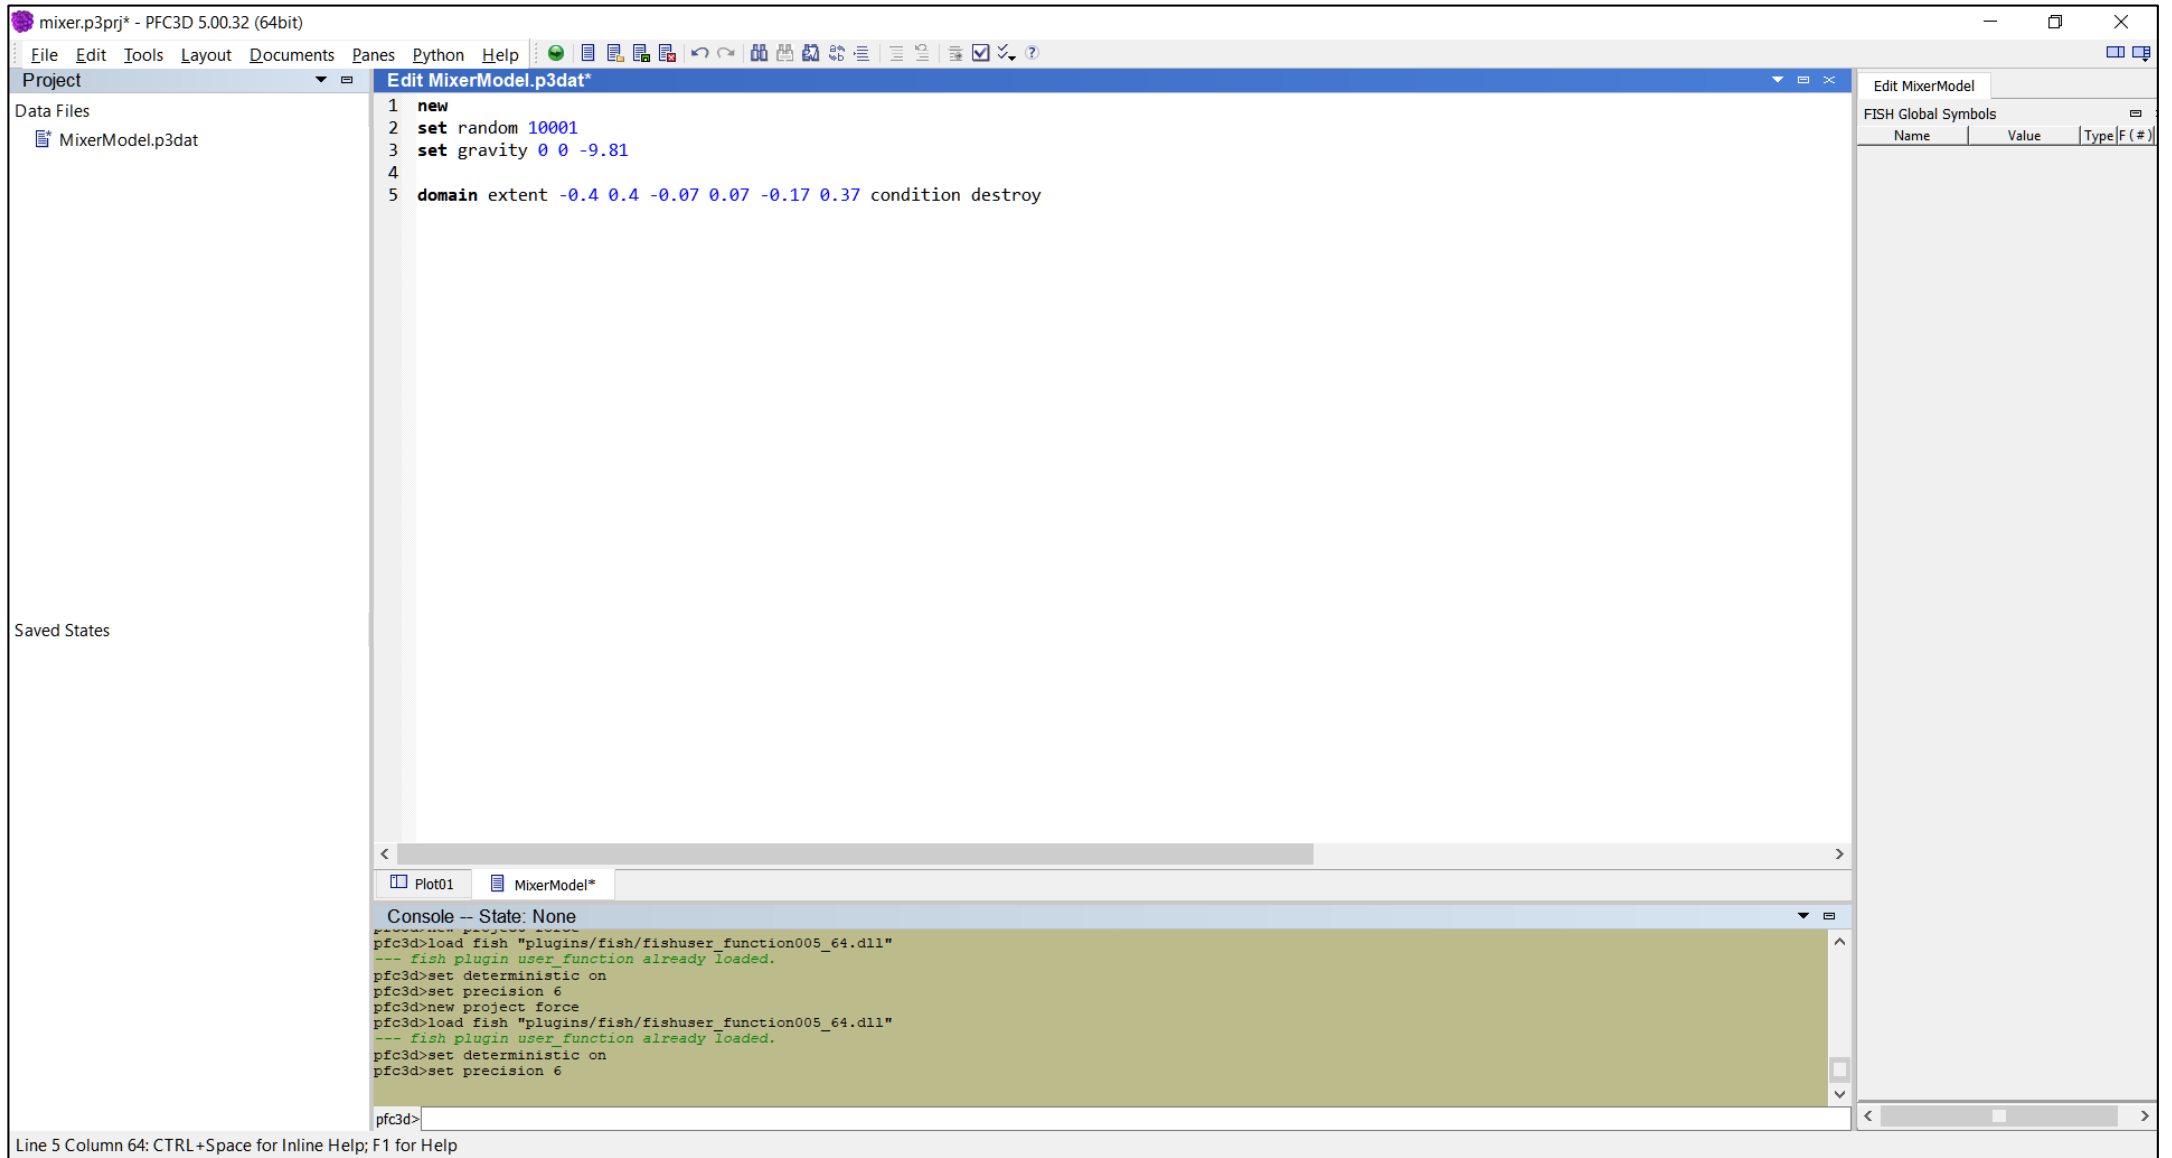 mixer.p3prj* - PFC3D 5.00.32 (64bit)
File Edit Tools Layout Documents Panes Python Help
Project
Data Files
MixerModel.p3dat
Saved States
Edit MixerModel.p3dat*
1 new
2 set random 10001
3 set gravity 0 0 -9.81
4
5 domain extent -0.4 0.4 -0.07 0.07 -0.17 0.37 condition destroy
Plot01 MixerModel*
Console -- State: None
pfc3d>new project force
pfc3d>load fish "plugins/fish/fishuser_function005_64.dll"
--- fish plugin user_function already loaded.
pfc3d>set deterministic on
pfc3d>set precision 6
pfc3d>new project force
pfc3d>load fish "plugins/fish/fishuser_function005_64.dll"
--- fish plugin user_function already loaded.
pfc3d>set deterministic on
pfc3d>set precision 6
pfc3d>
Edit MixerModel
FISH Global Symbols
Name Value Type F (#)
Line 5 Column 64: CTRL+Space for Inline Help; F1 for Help